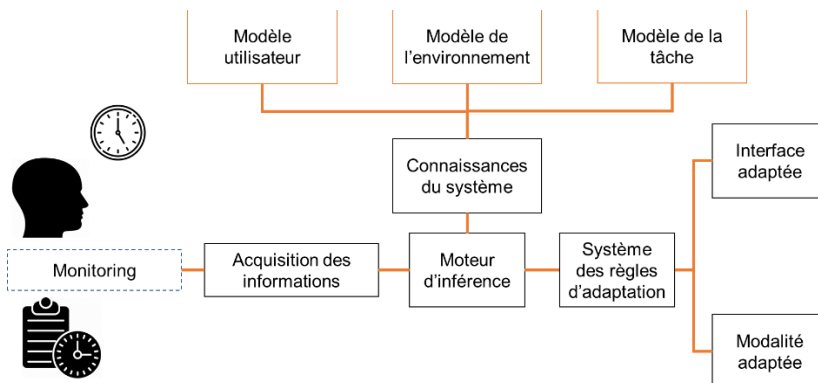 Modèle
utilisateur
Modèle de
l'environnement
Modèle de la
tâche
Connaissances
du système
Interface
adaptée
Monitoring
Acquisition des
informations
Moteur
d'inférence
Système
des règles
d'adaptation
Modalité
adaptée